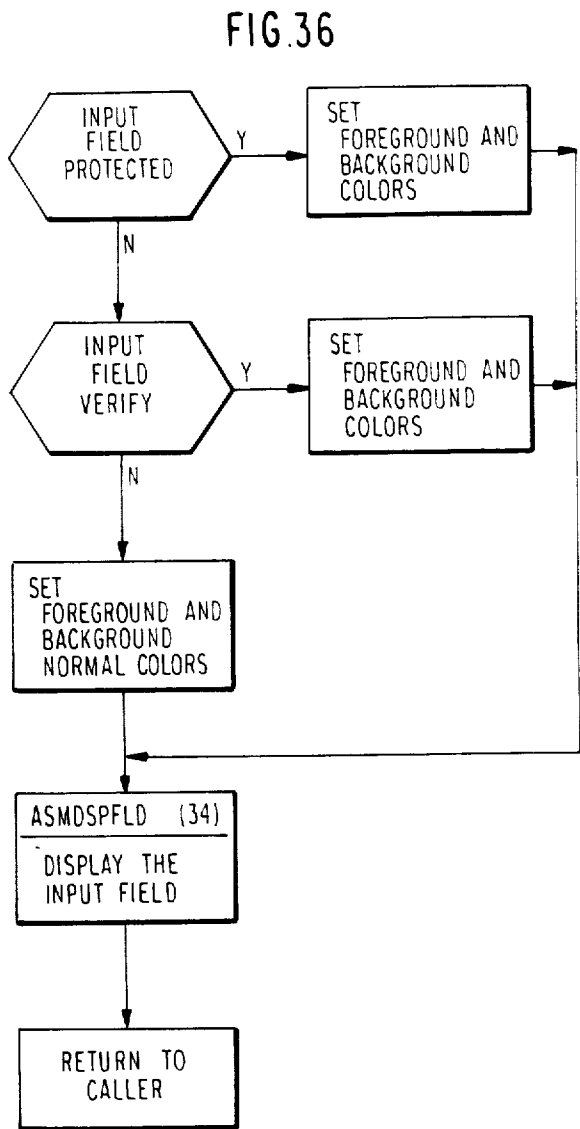 FIG.36
INPUT
FIELD
PROTECTED
Y
SET
FOREGROUND AND
BACKGROUND
COLORS
N
INPUT
FIELD
VERIFY
Y
SET
FOREGROUND AND
BACKGROUND
COLORS
N
SET
FOREGROUND AND
BACKGROUND
NORMAL COLORS
ASMDSPFLD (34)
DISPLAY THE
INPUT FIELD
RETURN TO
CALLER